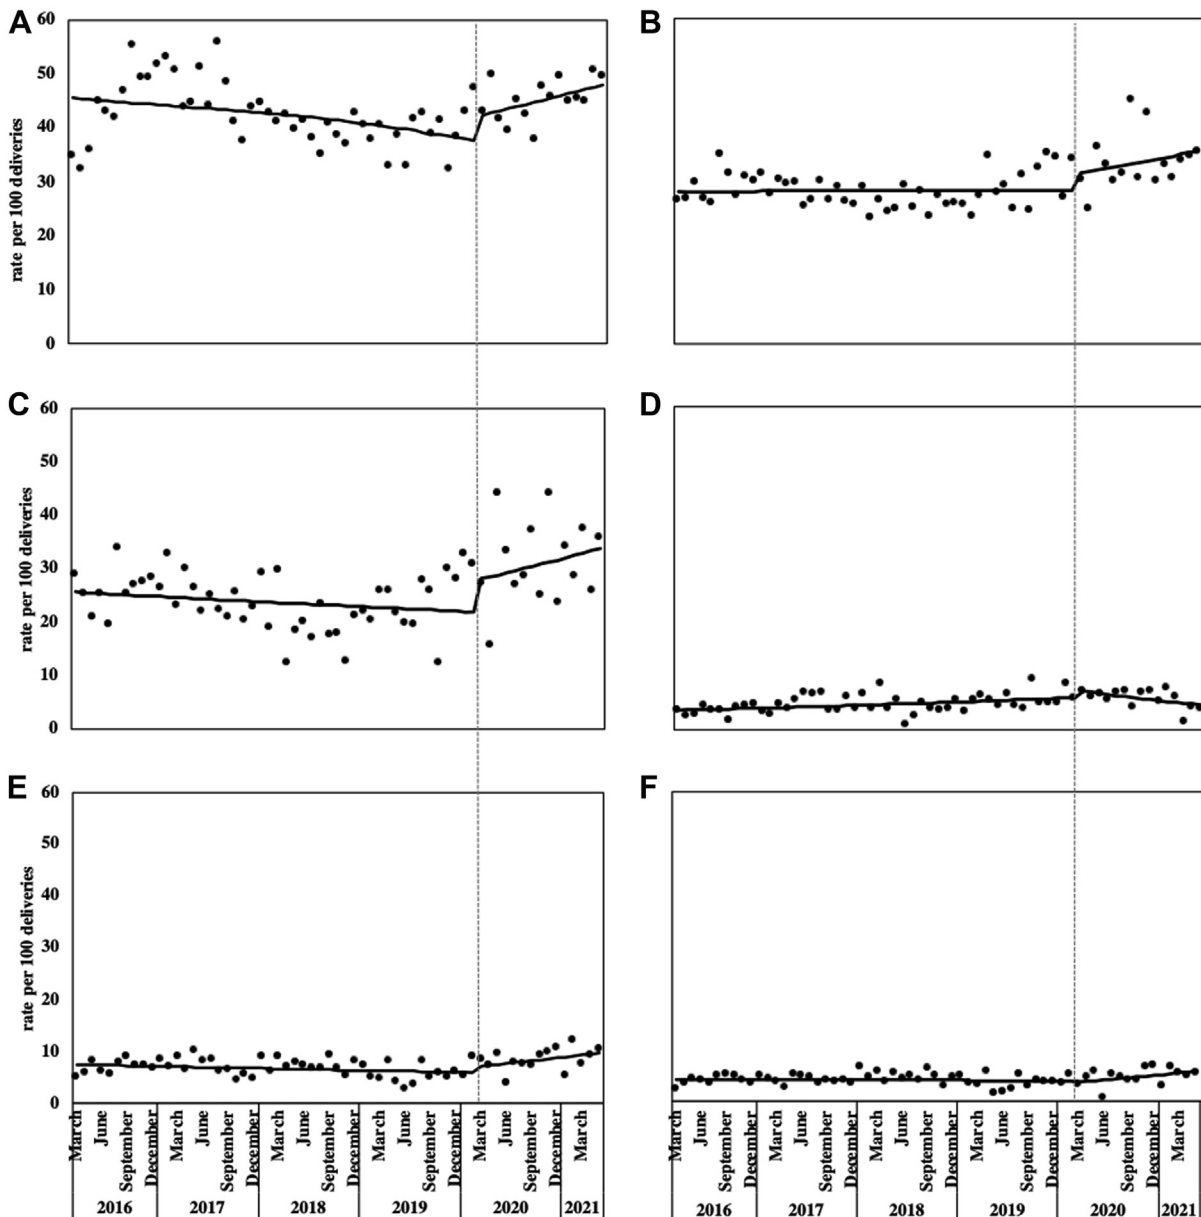 A
B
60
50
40
30
20
10
0
rate per 100 deliveries
C
D
60
50
40
30
20
10
0
rate per 100 deliveries
E
F
60
50
40
30
20
10
0
rate per 100 deliveries
March
June
September
December
March
June
September
December
March
June
September
December
March
June
September
December
March
June
September
December
March
2016
2017
2018
2019
2020
2021
March
June
September
December
March
June
September
December
March
June
September
December
March
June
September
December
March
June
September
December
March
2016
2017
2018
2019
2020
2021